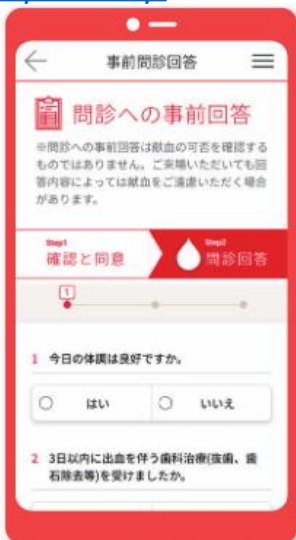 事前問診回答
問診への事前回答
※問診への事前回答は献血の可否を確認する
ものではありません。ご来場いただいても回
答内容によっては献血をご遠慮いただく場合
があります。
Step1
確認と同意
Step2
問診回答
1
1 今日の体調は良好ですか。
はい
いいえ
2 3日以内に出血を伴う歯科治療(抜歯、歯
石除去等)を受けましたか。